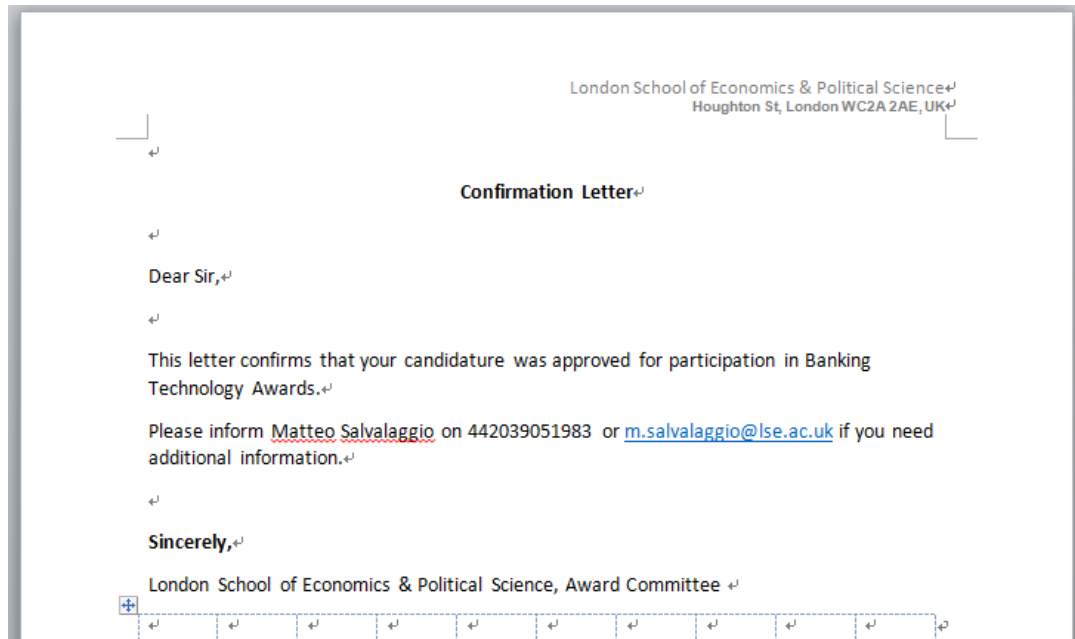 London School of Economics & Political Science
Houghton St, London WC2A 2AE, UK
Confirmation Letter
Dear Sir,
This letter confirms that your candidature was approved for participation in Banking
Technology Awards.
Please inform Matteo Salvalaggio on 442039051983 or m.salvalaggio@lse.ac.uk if you need
additional information.
Sincerely,
London School of Economics & Political Science, Award Committee